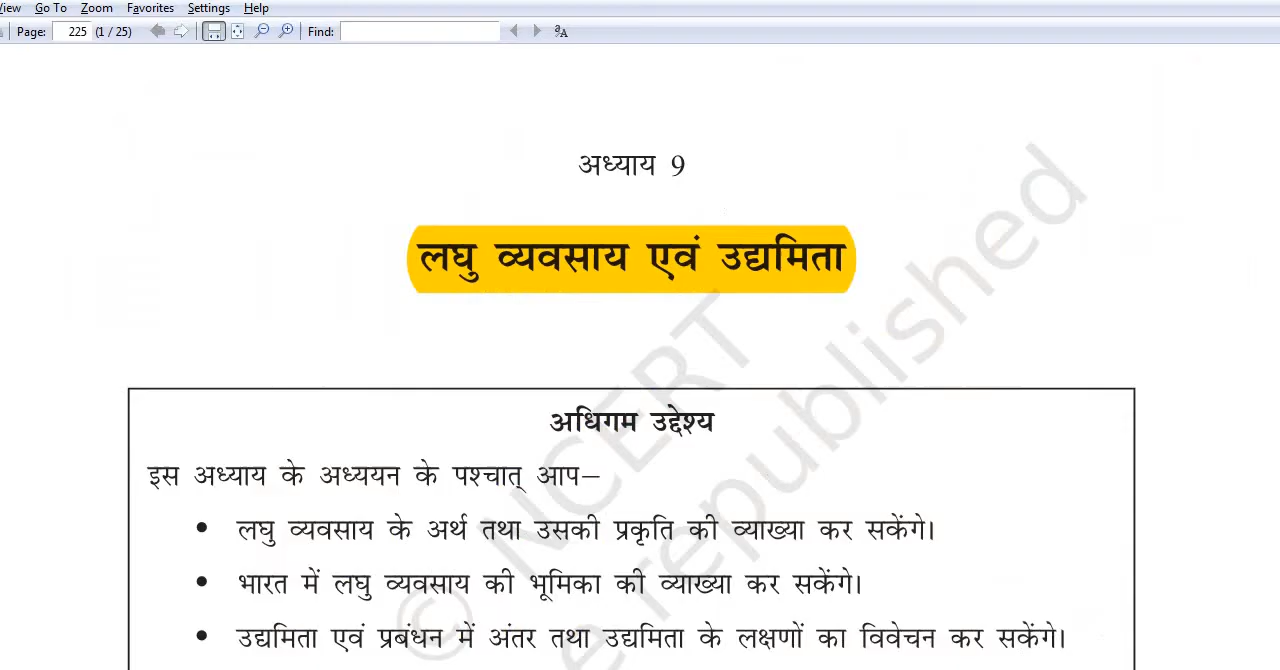 View Go To Zoom Favorites Settings Help
Page: 225 (1 / 25) Find:
अध्याय 9
लघु व्यवसाय एवं उद्यमिता
अधिगम उद्देश्य
इस अध्याय के अध्ययन के पश्चात् आप–
• लघु व्यवसाय के अर्थ तथा उसकी प्रकृति की व्याख्या कर सकेंगे।
• भारत में लघु व्यवसाय की भूमिका की व्याख्या कर सकेंगे।
• उद्यमिता एवं प्रबंधन में अंतर तथा उद्यमिता के लक्षणों का विवेचन कर सकेंगे।
© NCERT
e republished